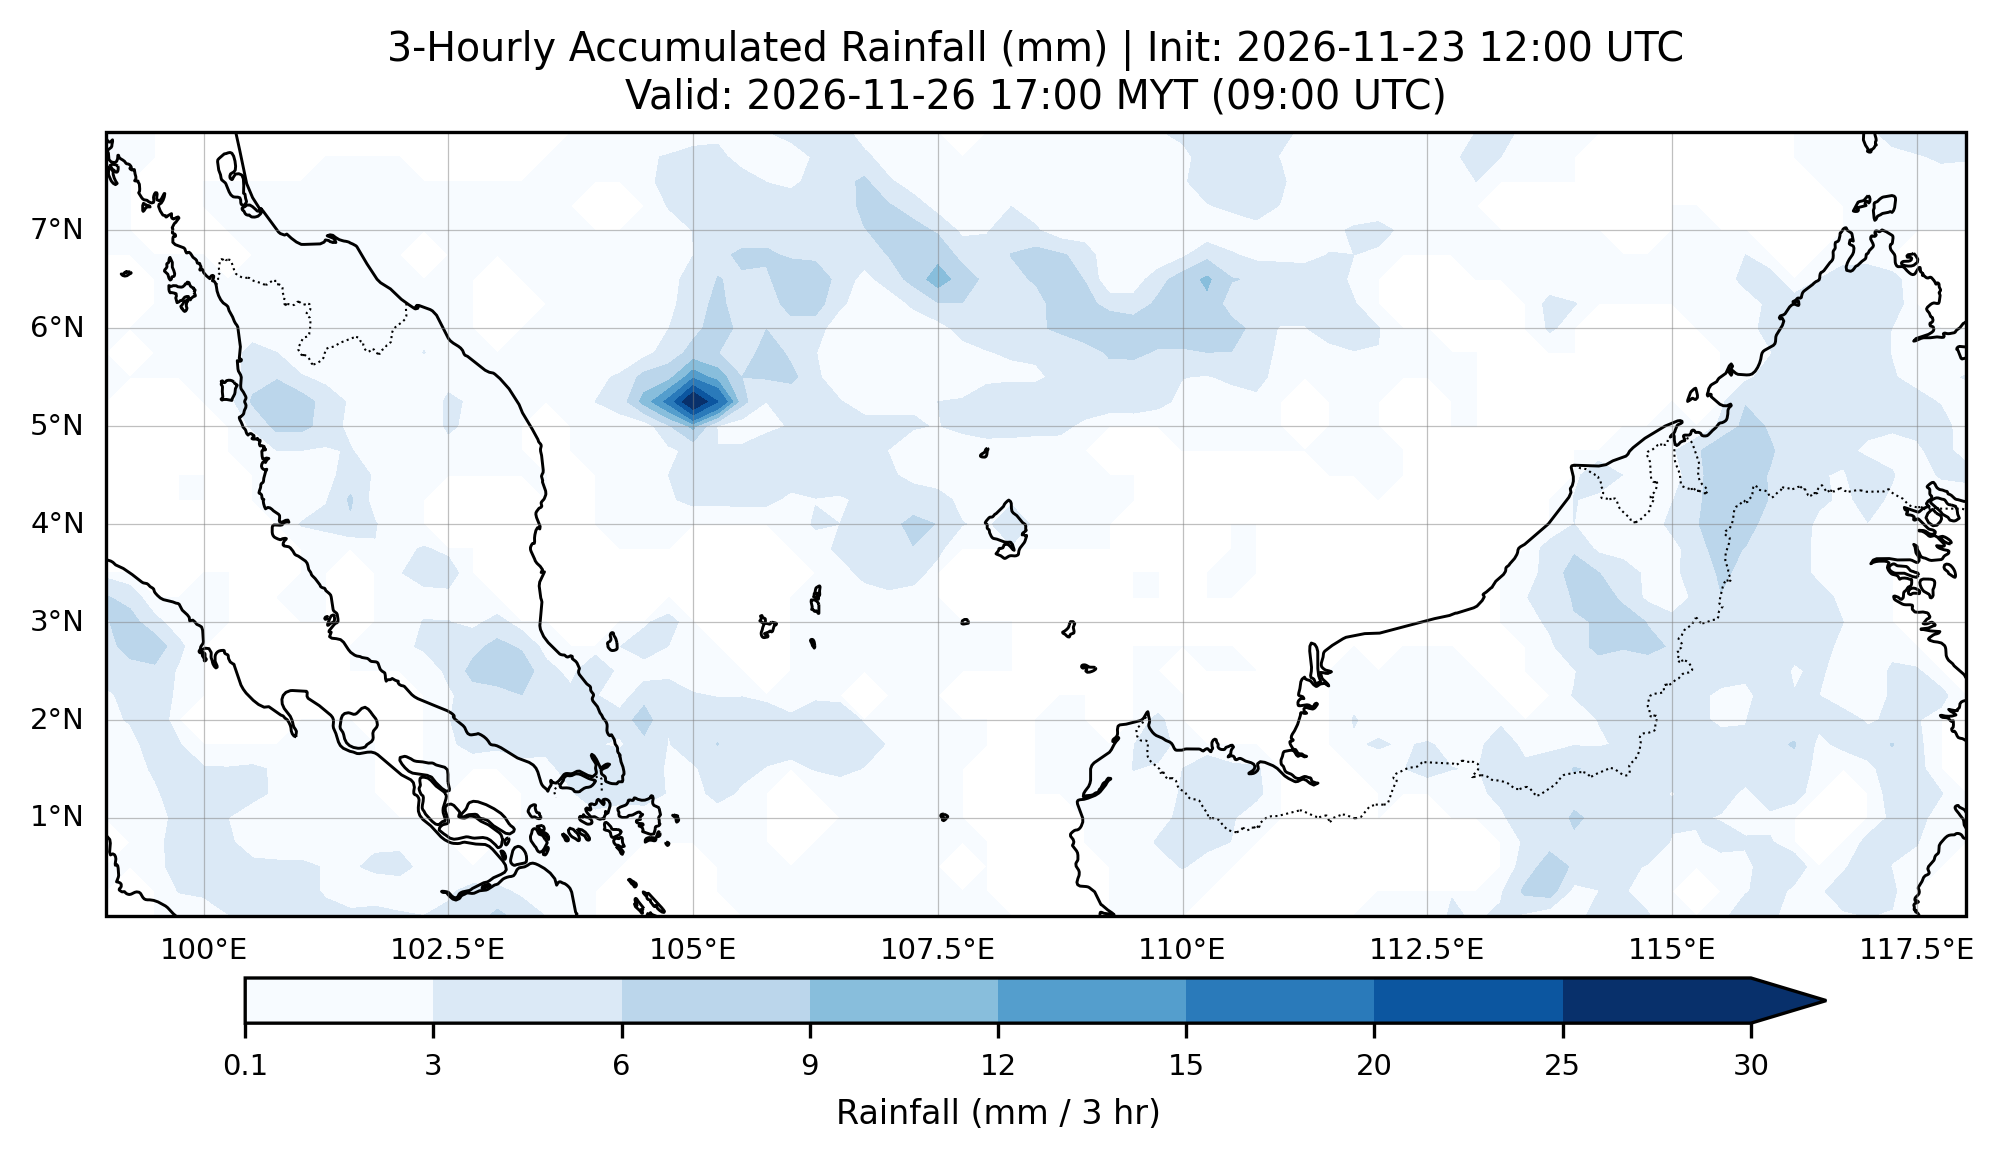 3-Hourly Accumulated Rainfall (mm) | Init: 2026-11-23 12:00 UTC
Valid: 2026-11-26 17:00 MYT (09:00 UTC)
7°N
6°N
5°N
4°N
3°N
2°N
1°N
100°E 102.5°E 105°E 107.5°E 110°E 112.5°E 115°E 117.5°E
0.1 3 6 9 12 15 20 25 30
Rainfall (mm / 3 hr)